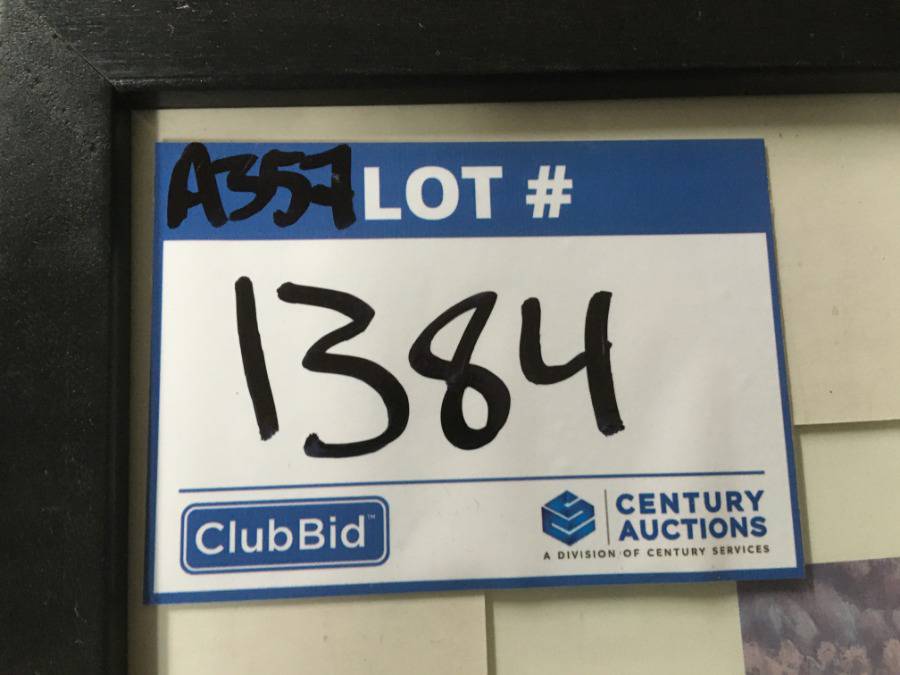 A357 LOT #
1384
ClubBid™
CENTURY
AUCTIONS
A DIVISION OF CENTURY SERVICES